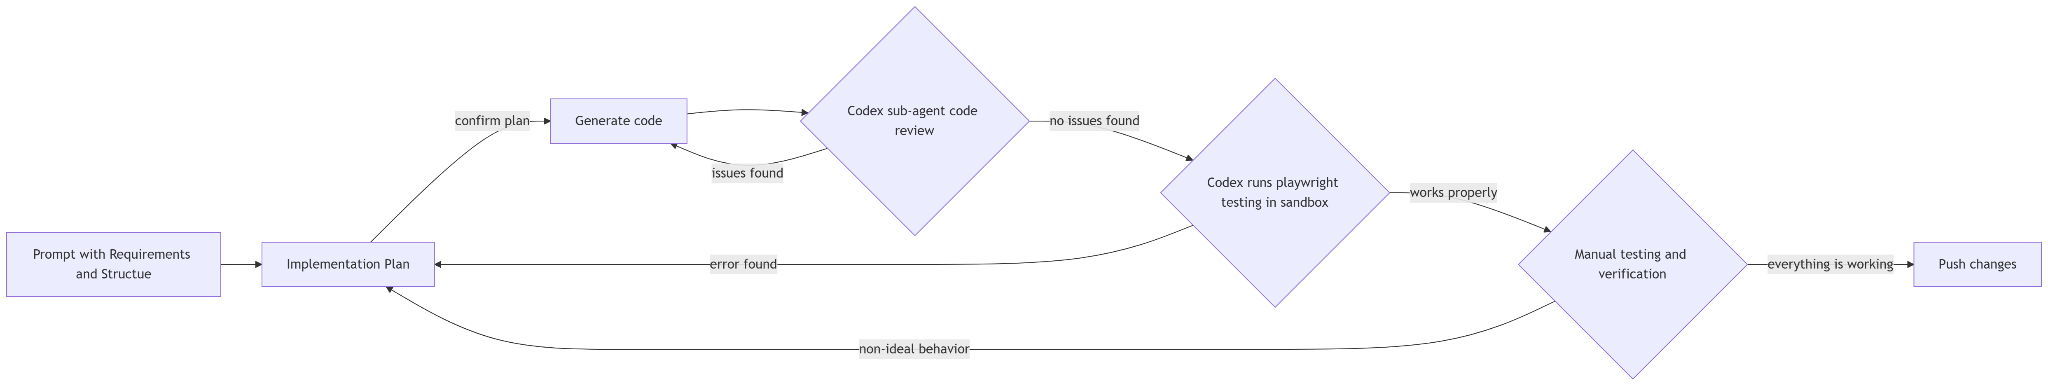 Prompt with Requirements
and Structue
Implementation Plan
confirm plan
Generate code
issues found
Codex sub-agent code
review
no issues found
Codex runs playwright
testing in sandbox
error found
works properly
Manual testing and
verification
non-ideal behavior
everything is working
Push changes